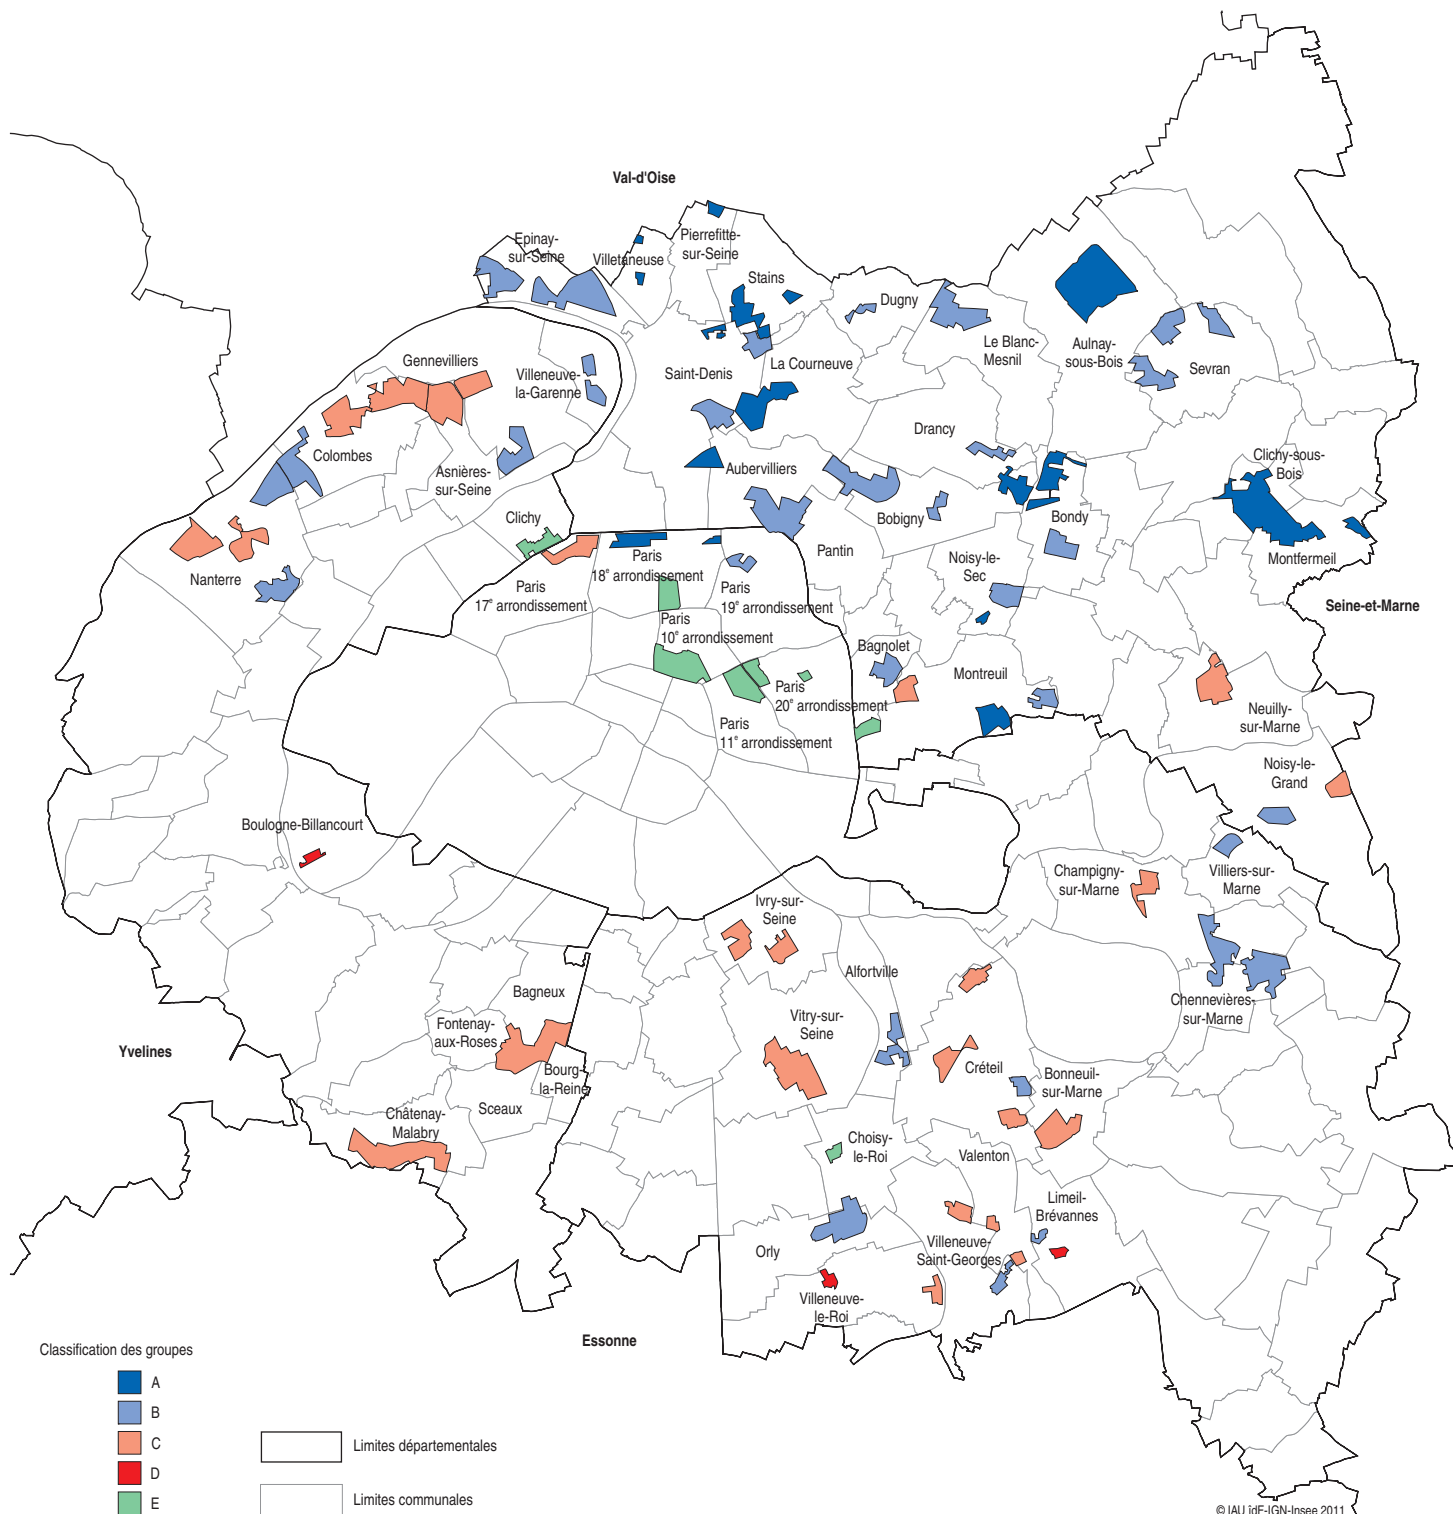 Val-d'Oise
Epinay-
sur-Seine
Villetaneuse
Pierrefitte-
sur-Seine
Stains
Dugny
Le Blanc-
Mesnil
Aulnay-
sous-Bois
Sevran
Gennevilliers
Villeneuve-
la-Garenne
Saint-Denis
La Courneuve
Drancy
Clichy-sous-
Bois
Colombes
Asnières-
sur-Seine
Aubervilliers
Bobigny
Bondy
Montfermeil
Clichy
Pantin
Noisy-le-
Sec
Nanterre
Paris
17e arrondissement
Paris
18e arrondissement
Paris
19e arrondissement
Seine-et-Marne
Paris
10e arrondissement
Bagnolet
Montreuil
Paris
20e arrondissement
Paris
11e arrondissement
Neuilly-
sur-Marne
Noisy-le-
Grand
Boulogne-Billancourt
Champigny-
sur-Marne
Villiers-sur-
Marne
Ivry-sur-
Seine
Alfortville
Bagneux
Chennevières-
sur-Marne
Fontenay-
aux-Roses
Vitry-sur-
Seine
Yvelines
Bourg-
la-Reine
Créteil
Bonneuil-
sur-Marne
Châtenay-
Malabry
Sceaux
Choisy-
le-Roi
Valenton
Limeil-
Brévannes
Orly
Villeneuve-
Saint-Georges
Villeneuve-
le-Roi
Essonne
Classification des groupes
A
B
C
D
E
Limites départementales
Limites communales
© IAU îdF-IGN-Insee 2011